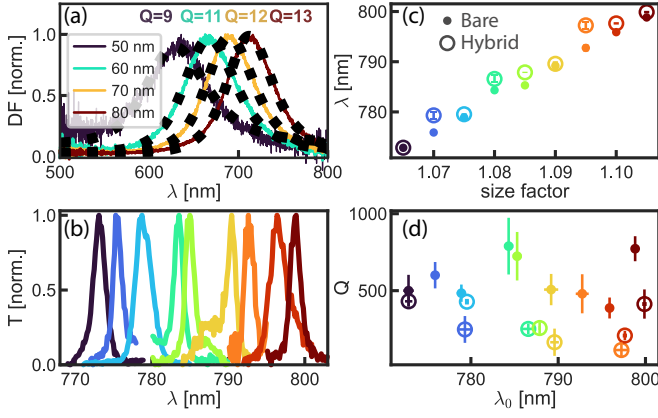 (a) Q=9 Q=11 Q=12 Q=13
50 nm
60 nm
70 nm
80 nm
DF [norm.]
1.0
0.5
0.0
500 600 700 800
λ [nm]
(b)
T [norm.]
1.0
0.5
0.0
770 780 790 800
λ [nm]
(c)
Bare
Hybrid
λ [nm]
800
780
1.07 1.08 1.09 1.10
size factor
(d)
Q
1000
500
0
780 790 800
λ0 [nm]